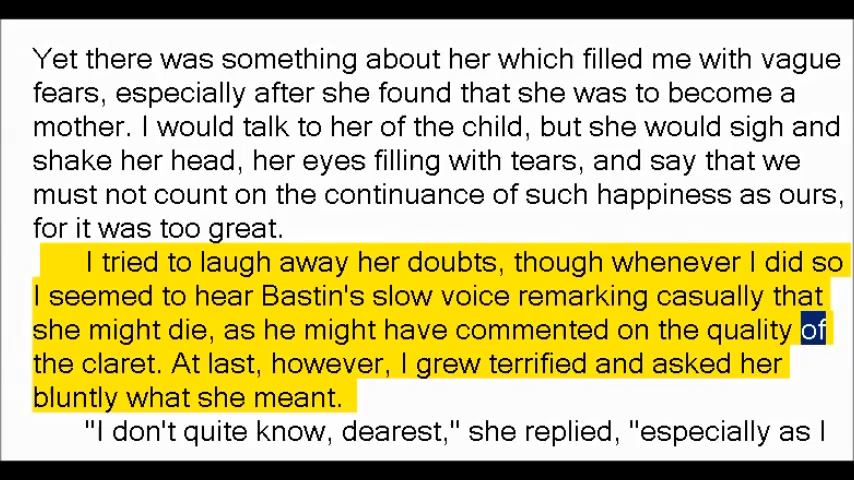 Yet there was something about her which filled me with vague
fears, especially after she found that she was to become a
mother. I would talk to her of the child, but she would sigh and
shake her head, her eyes filling with tears, and say that we
must not count on the continuance of such happiness as ours,
for it was too great.
I tried to laugh away her doubts, though whenever I did so
I seemed to hear Bastin's slow voice remarking casually that
she might die, as he might have commented on the quality of
the claret. At last, however, I grew terrified and asked her
bluntly what she meant.
"I don't quite know, dearest," she replied, "especially as I